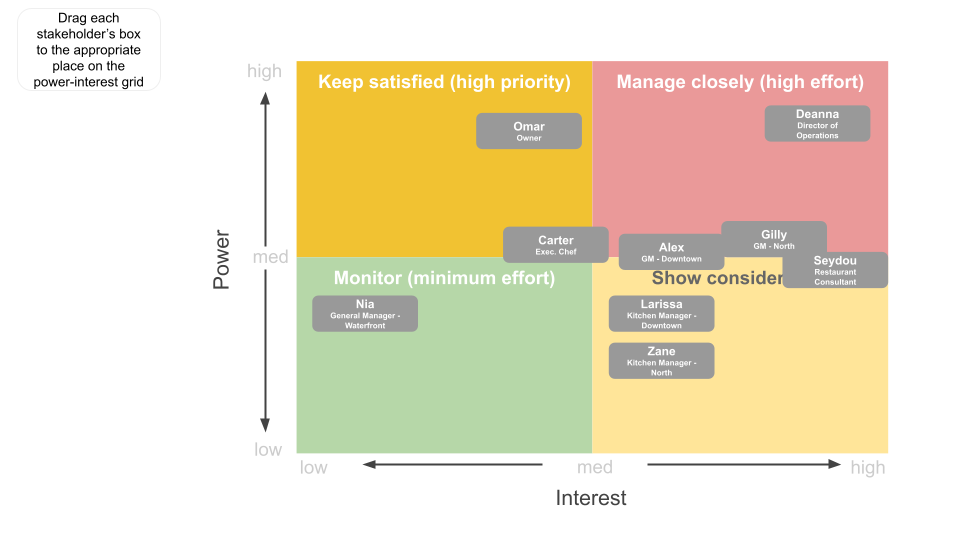 Drag each
stakeholder's box
to the appropriate
place on the
power-interest grid
high
Keep satisfied (high priority)
Manage closely (high effort)
Omar
Owner
Deanna
Director of
Operations
Power
med
Carter
Exec. Chef
Alex
GM - Downtown
Gilly
GM - North
Seydou
Restaurant
Consultant
Monitor (minimum effort)
Show consider
Nia
General Manager -
Waterfront
Larissa
Kitchen Manager -
Downtown
Zane
Kitchen Manager -
North
low
low
med
high
Interest